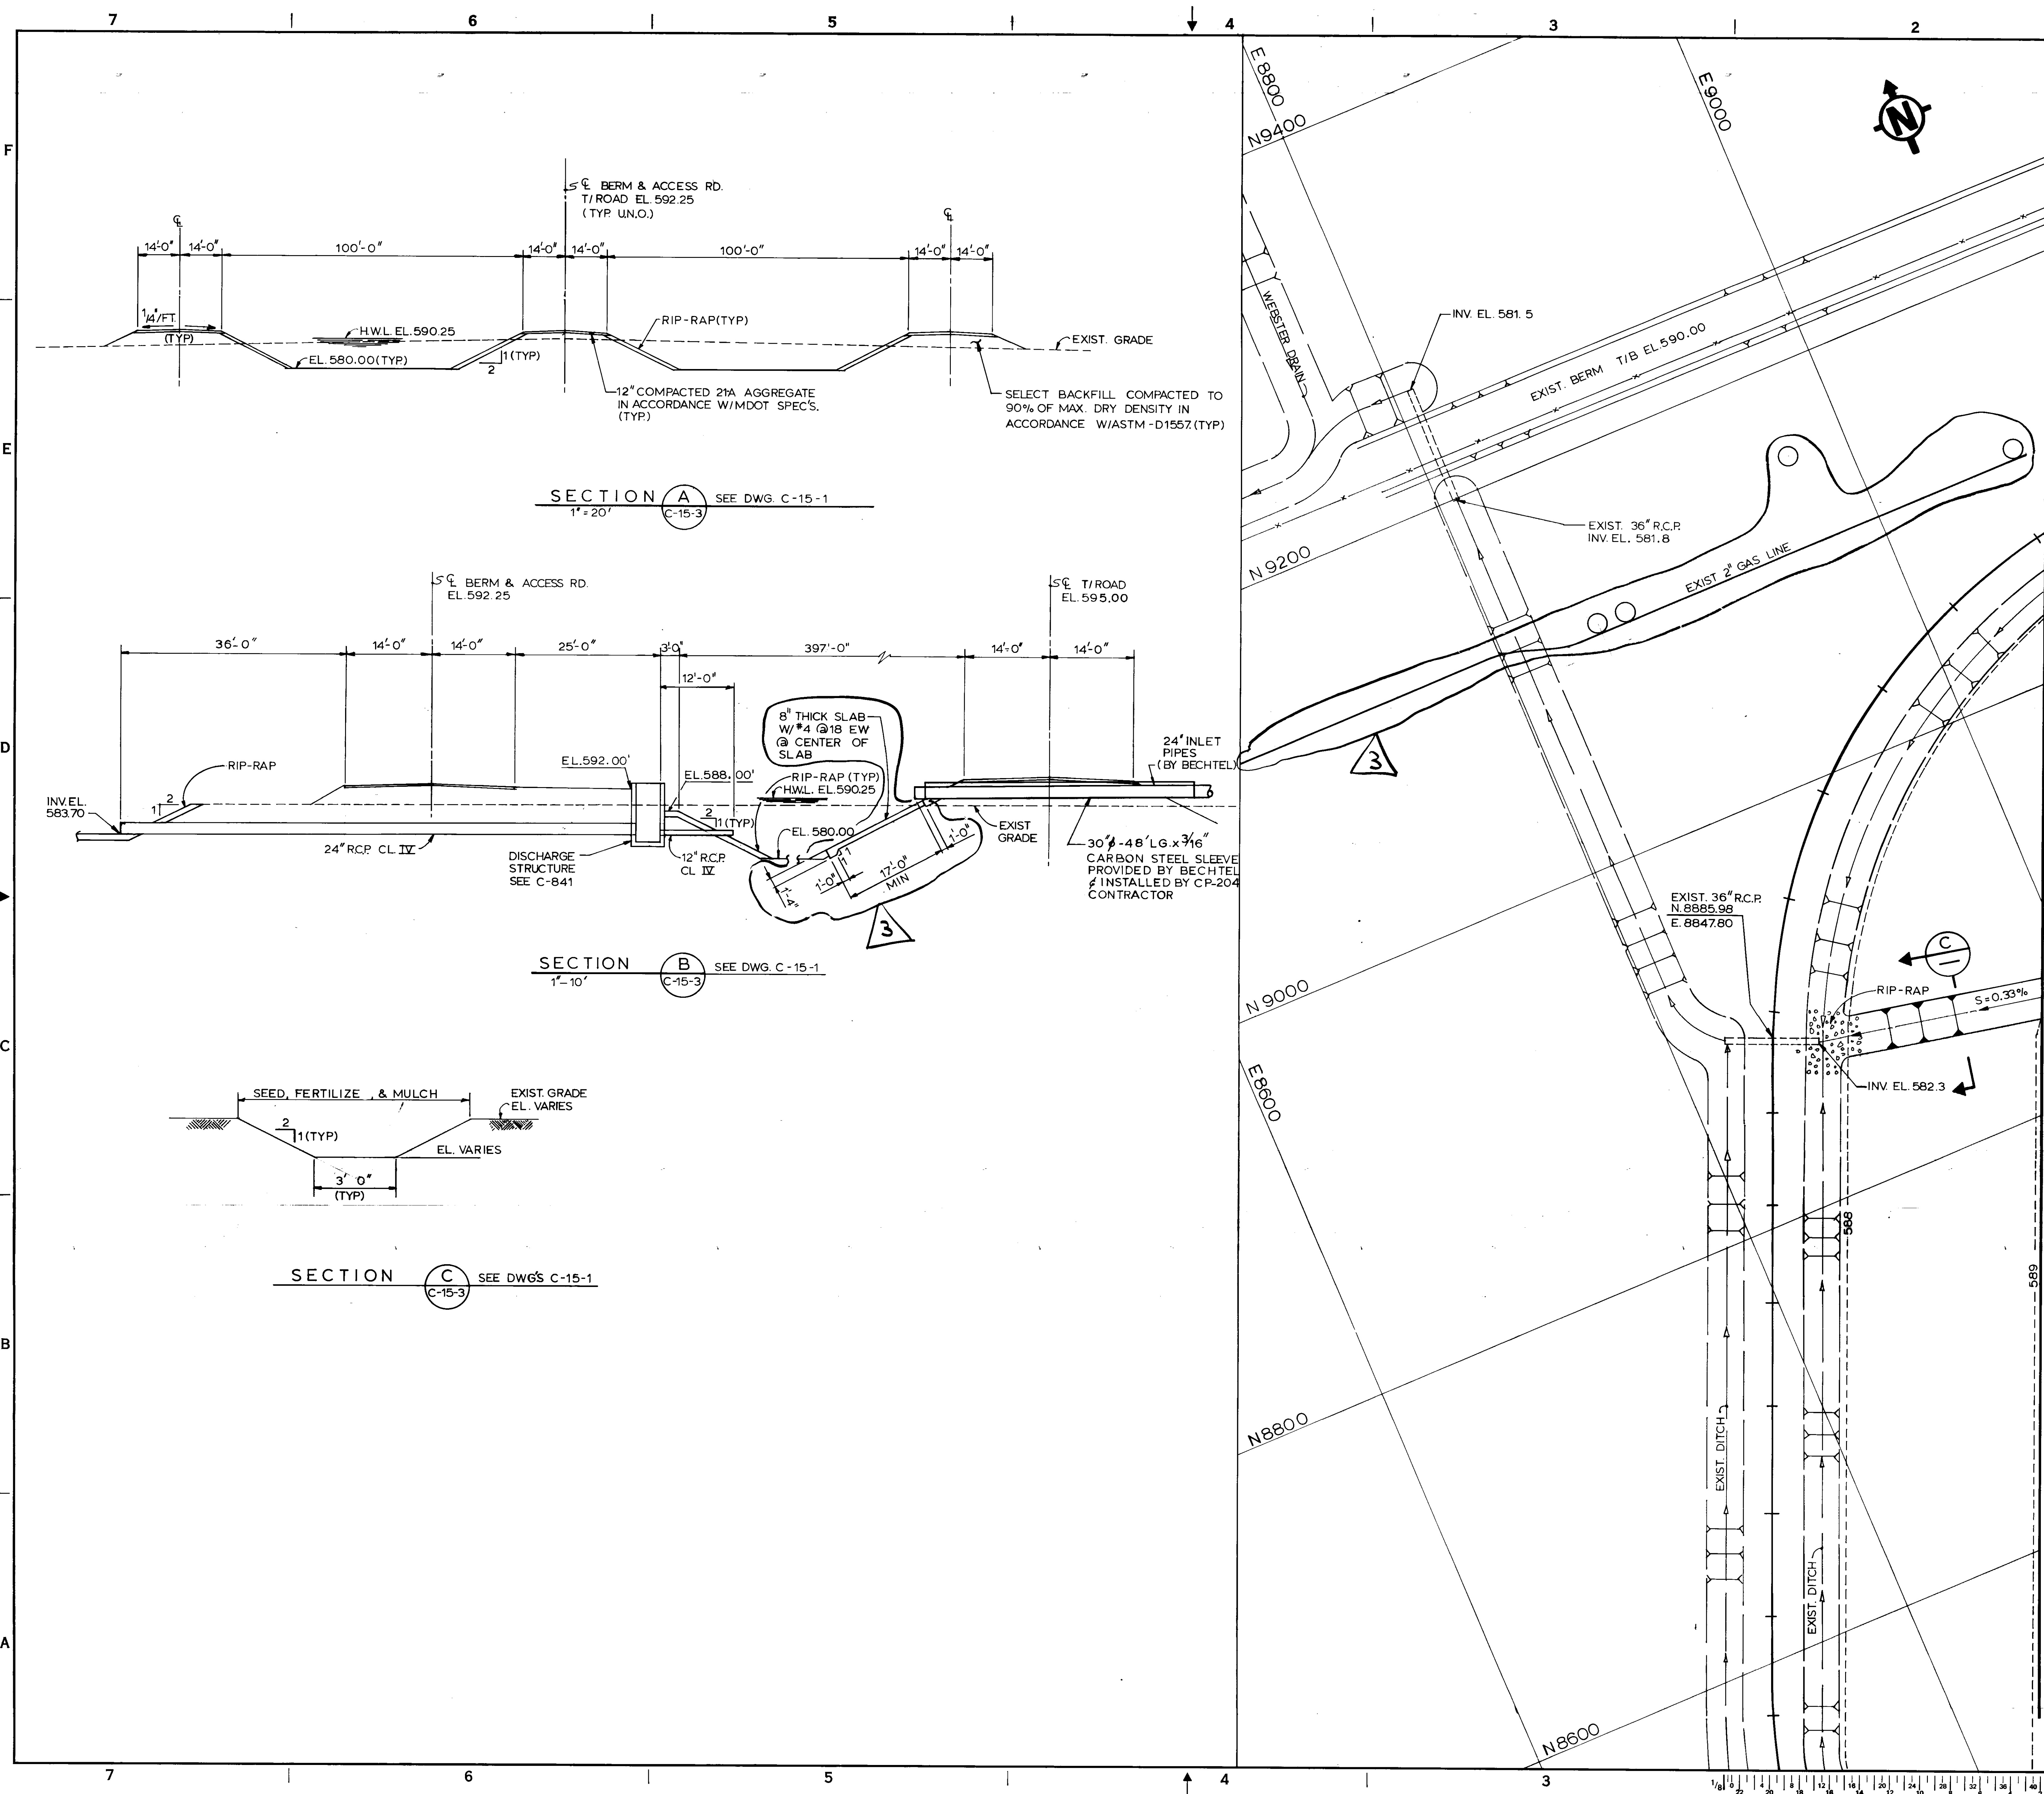 7 6 5 4 3 2
F
E
D
C
B
A
℄ BERM & ACCESS RD.
T/ROAD EL. 592.25
(TYP. U.N.O.)
℄
℄
14'-0" 14'-0" 100'-0" 14'-0" 14'-0" 100'-0" 14'-0" 14'-0"
1/4"/FT.
(TYP)
H.W.L. EL. 590.25
EL. 580.00 (TYP)
2
1 (TYP)
RIP-RAP (TYP)
EXIST. GRADE
12" COMPACTED 21A AGGREGATE
IN ACCORDANCE W/MDOT SPEC'S.
(TYP.)
SELECT BACKFILL COMPACTED TO
90% OF MAX. DRY DENSITY IN
ACCORDANCE W/ASTM-D1557. (TYP)
SECTION A SEE DWG. C-15-1
1" = 20' C-15-3
℄ BERM & ACCESS RD.
EL. 592.25
℄ T/ROAD
EL. 595.00
36'-0" 14'-0" 14'-0" 25'-0" 3'-0" 397'-0" 14'-0" 14'-0"
12'-0"
8" THICK SLAB
W/ #4 @18 EW
@ CENTER OF
SLAB
24" INLET
PIPES
(BY BECHTEL)
EL. 592.00'
EL. 588.00'
RIP-RAP (TYP)
H.W.L. EL. 590.25
RIP-RAP
2
1
INV. EL.
583.70
2
1 (TYP)
EL. 580.00
EXIST
GRADE
24" R.C.P. CL IV
DISCHARGE
STRUCTURE
SEE C-841
12" R.C.P.
CL IV
1'-4"
1'-0"
17'-0"
MIN
1'-0"
3
30"ϕ-48' LG. x 3/16"
CARBON STEEL SLEEVE
PROVIDED BY BECHTEL
& INSTALLED BY CP-204
CONTRACTOR
SECTION B SEE DWG. C-15-1
1"-10' C-15-3
SEED, FERTILIZE, & MULCH
EXIST. GRADE
EL. VARIES
2
1 (TYP)
EL. VARIES
3' 0"
(TYP)
SECTION C SEE DWG'S C-15-1
C-15-3
E 8800
N9400
E9000
N
WEBSTER DRAIN
INV. EL. 581.5
EXIST. BERM T/B EL. 590.00
EXIST. 36" R.C.P.
INV. EL. 581.8
N 9200
EXIST 2" GAS LINE
3
EXIST. 36" R.C.P.
N. 8885.98
E. 8847.80
C
RIP-RAP
S=0.33%
INV. EL. 582.3
N 9000
E8600
588
589
N8800
EXIST. DITCH
EXIST. DITCH
N8600
7 6 5 4 3